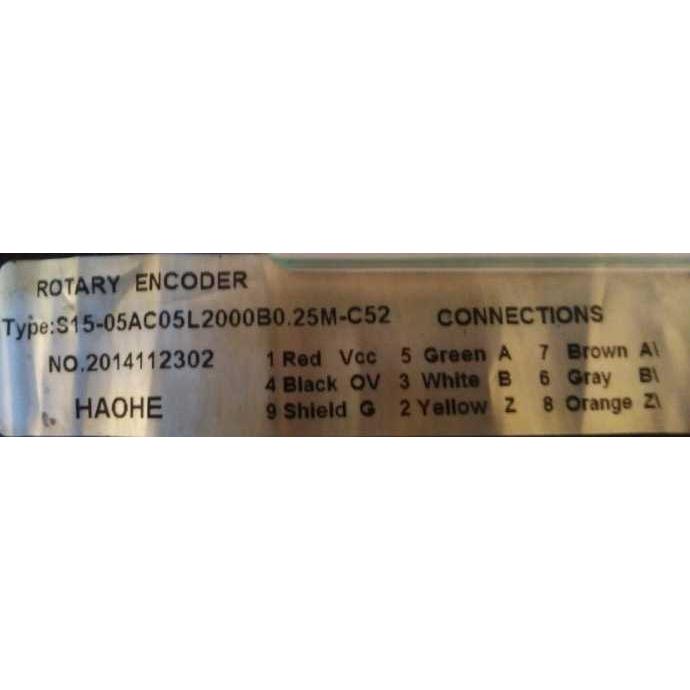 ROTARY ENCODER
Type:S15-05AC05L2000B0.25M-C52 CONNECTIONS
NO.2014112302 1 Red Vcc 5 Green A 7 Brown A\
4 Black OV 3 White B 6 Gray B\
HAOHE 9 Shield G 2 Yellow Z 8 Orange Z\